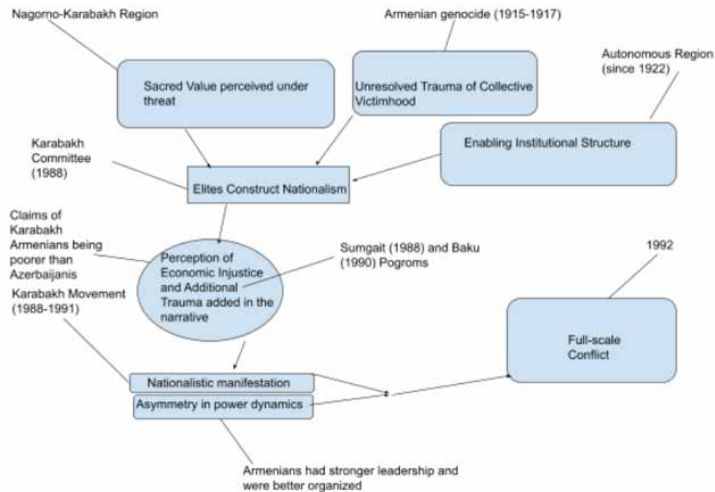 Nagorno-Karabakh Region
Armenian genocide (1915-1917)
Autonomous Region
(since 1922)
Sacred Value perceived under
threat
Unresolved Trauma of Collective
Victimhood
Enabling Institutional Structure
Karabakh
Committee
(1988)
Elites Construct Nationalism
Claims of
Karabakh
Armenians being
poorer than
Azerbaijanis
Perception of
Economic Injustice
and Additional
Trauma added in the
narrative
Sumgait (1988) and Baku
(1990) Pogroms
1992
Karabakh Movement
(1988-1991)
Full-scale
Conflict
Nationalistic manifestation
Asymmetry in power dynamics
Armenians had stronger leadership and
were better organized